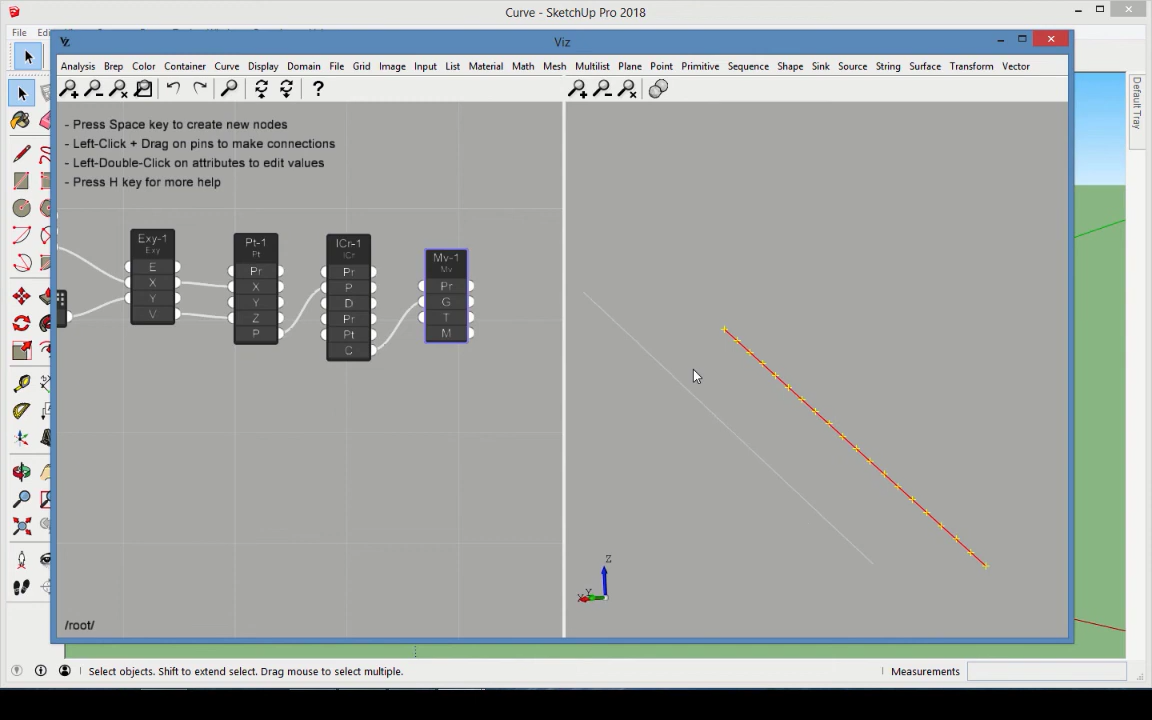 Curve - SketchUp Pro 2018
File
Viz
Analysis Brep Color Container Curve Display Domain File Grid Image Input List Material Math Mesh Multilist Plane Point Primitive Sequence Shape Sink Source String Surface Transform Vector
?
- Press Space key to create new nodes
- Left-Click + Drag on pins to make connections
- Left-Double-Click on attributes to edit values
- Press H key for more help
Exy-1
Exy
E
X
Y
V
Pt-1
Pt
Pr
X
Y
Z
P
ICr-1
ICr
Pr
P
D
Pr
Pt
C
Mv-1
Mv
Pr
G
T
M
Z
Y
X
/root/
Default Tray
Select objects. Shift to extend select. Drag mouse to select multiple.
Measurements